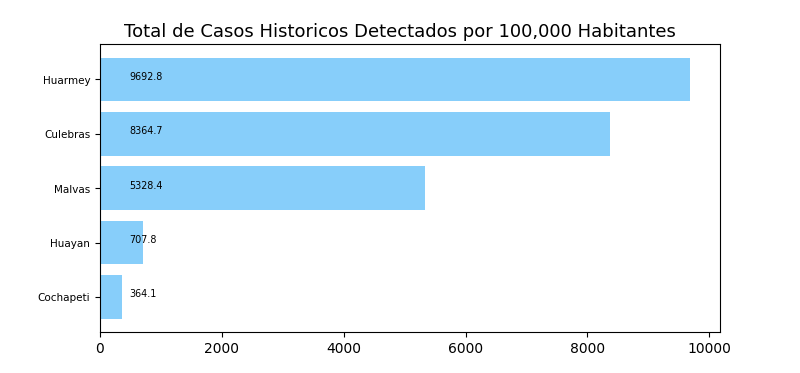 Total de Casos Historicos Detectados por 100,000 Habitantes
Huarmey 9692.8
Culebras 8364.7
Malvas 5328.4
Huayan 707.8
Cochapeti 364.1
0 2000 4000 6000 8000 10000